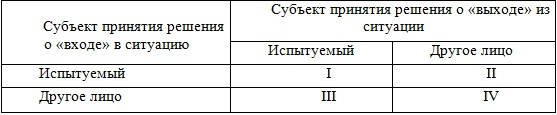 Субъект принятия решения о «входе» в ситуацию
Субъект принятия решения о «выходе» из ситуации
Испытуемый Другое лицо
Испытуемый I II
Другое лицо III IV